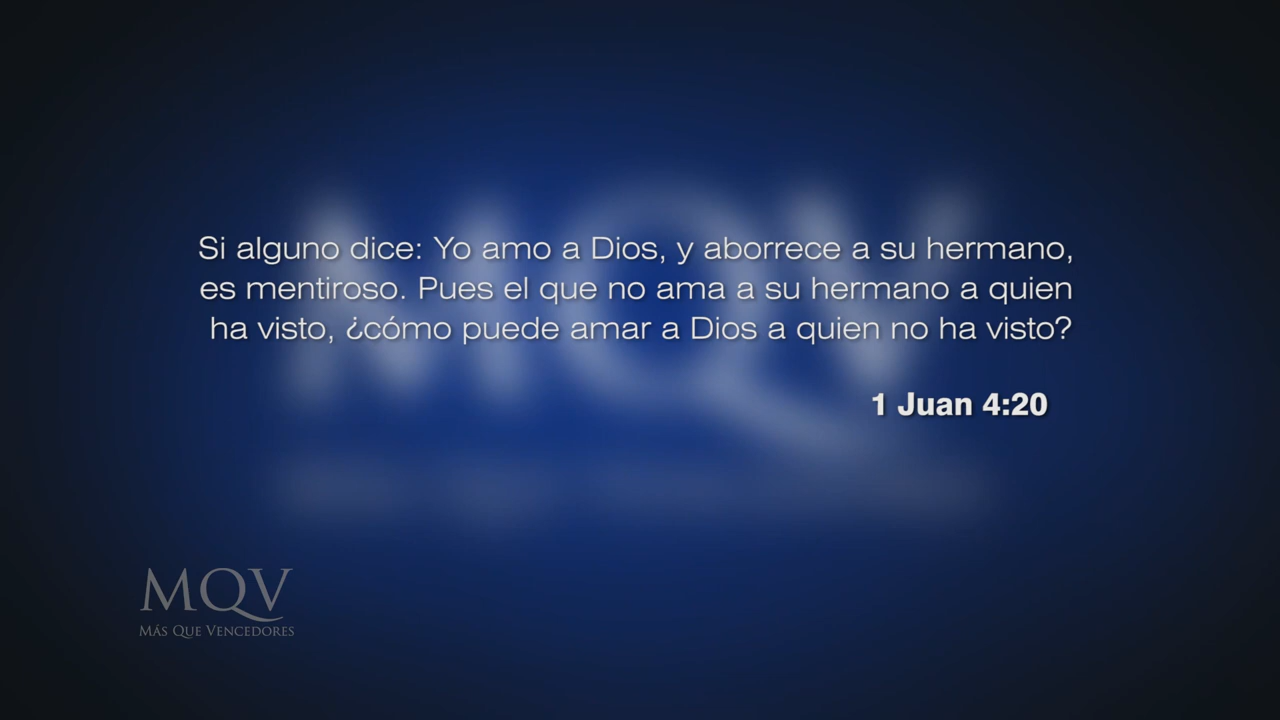 Si alguno dice: Yo amo a Dios, y aborrece a su hermano,
es mentiroso. Pues el que no ama a su hermano a quien
ha visto, ¿cómo puede amar a Dios a quien no ha visto?
1 Juan 4:20
MQV
MÁS QUE VENCEDORES